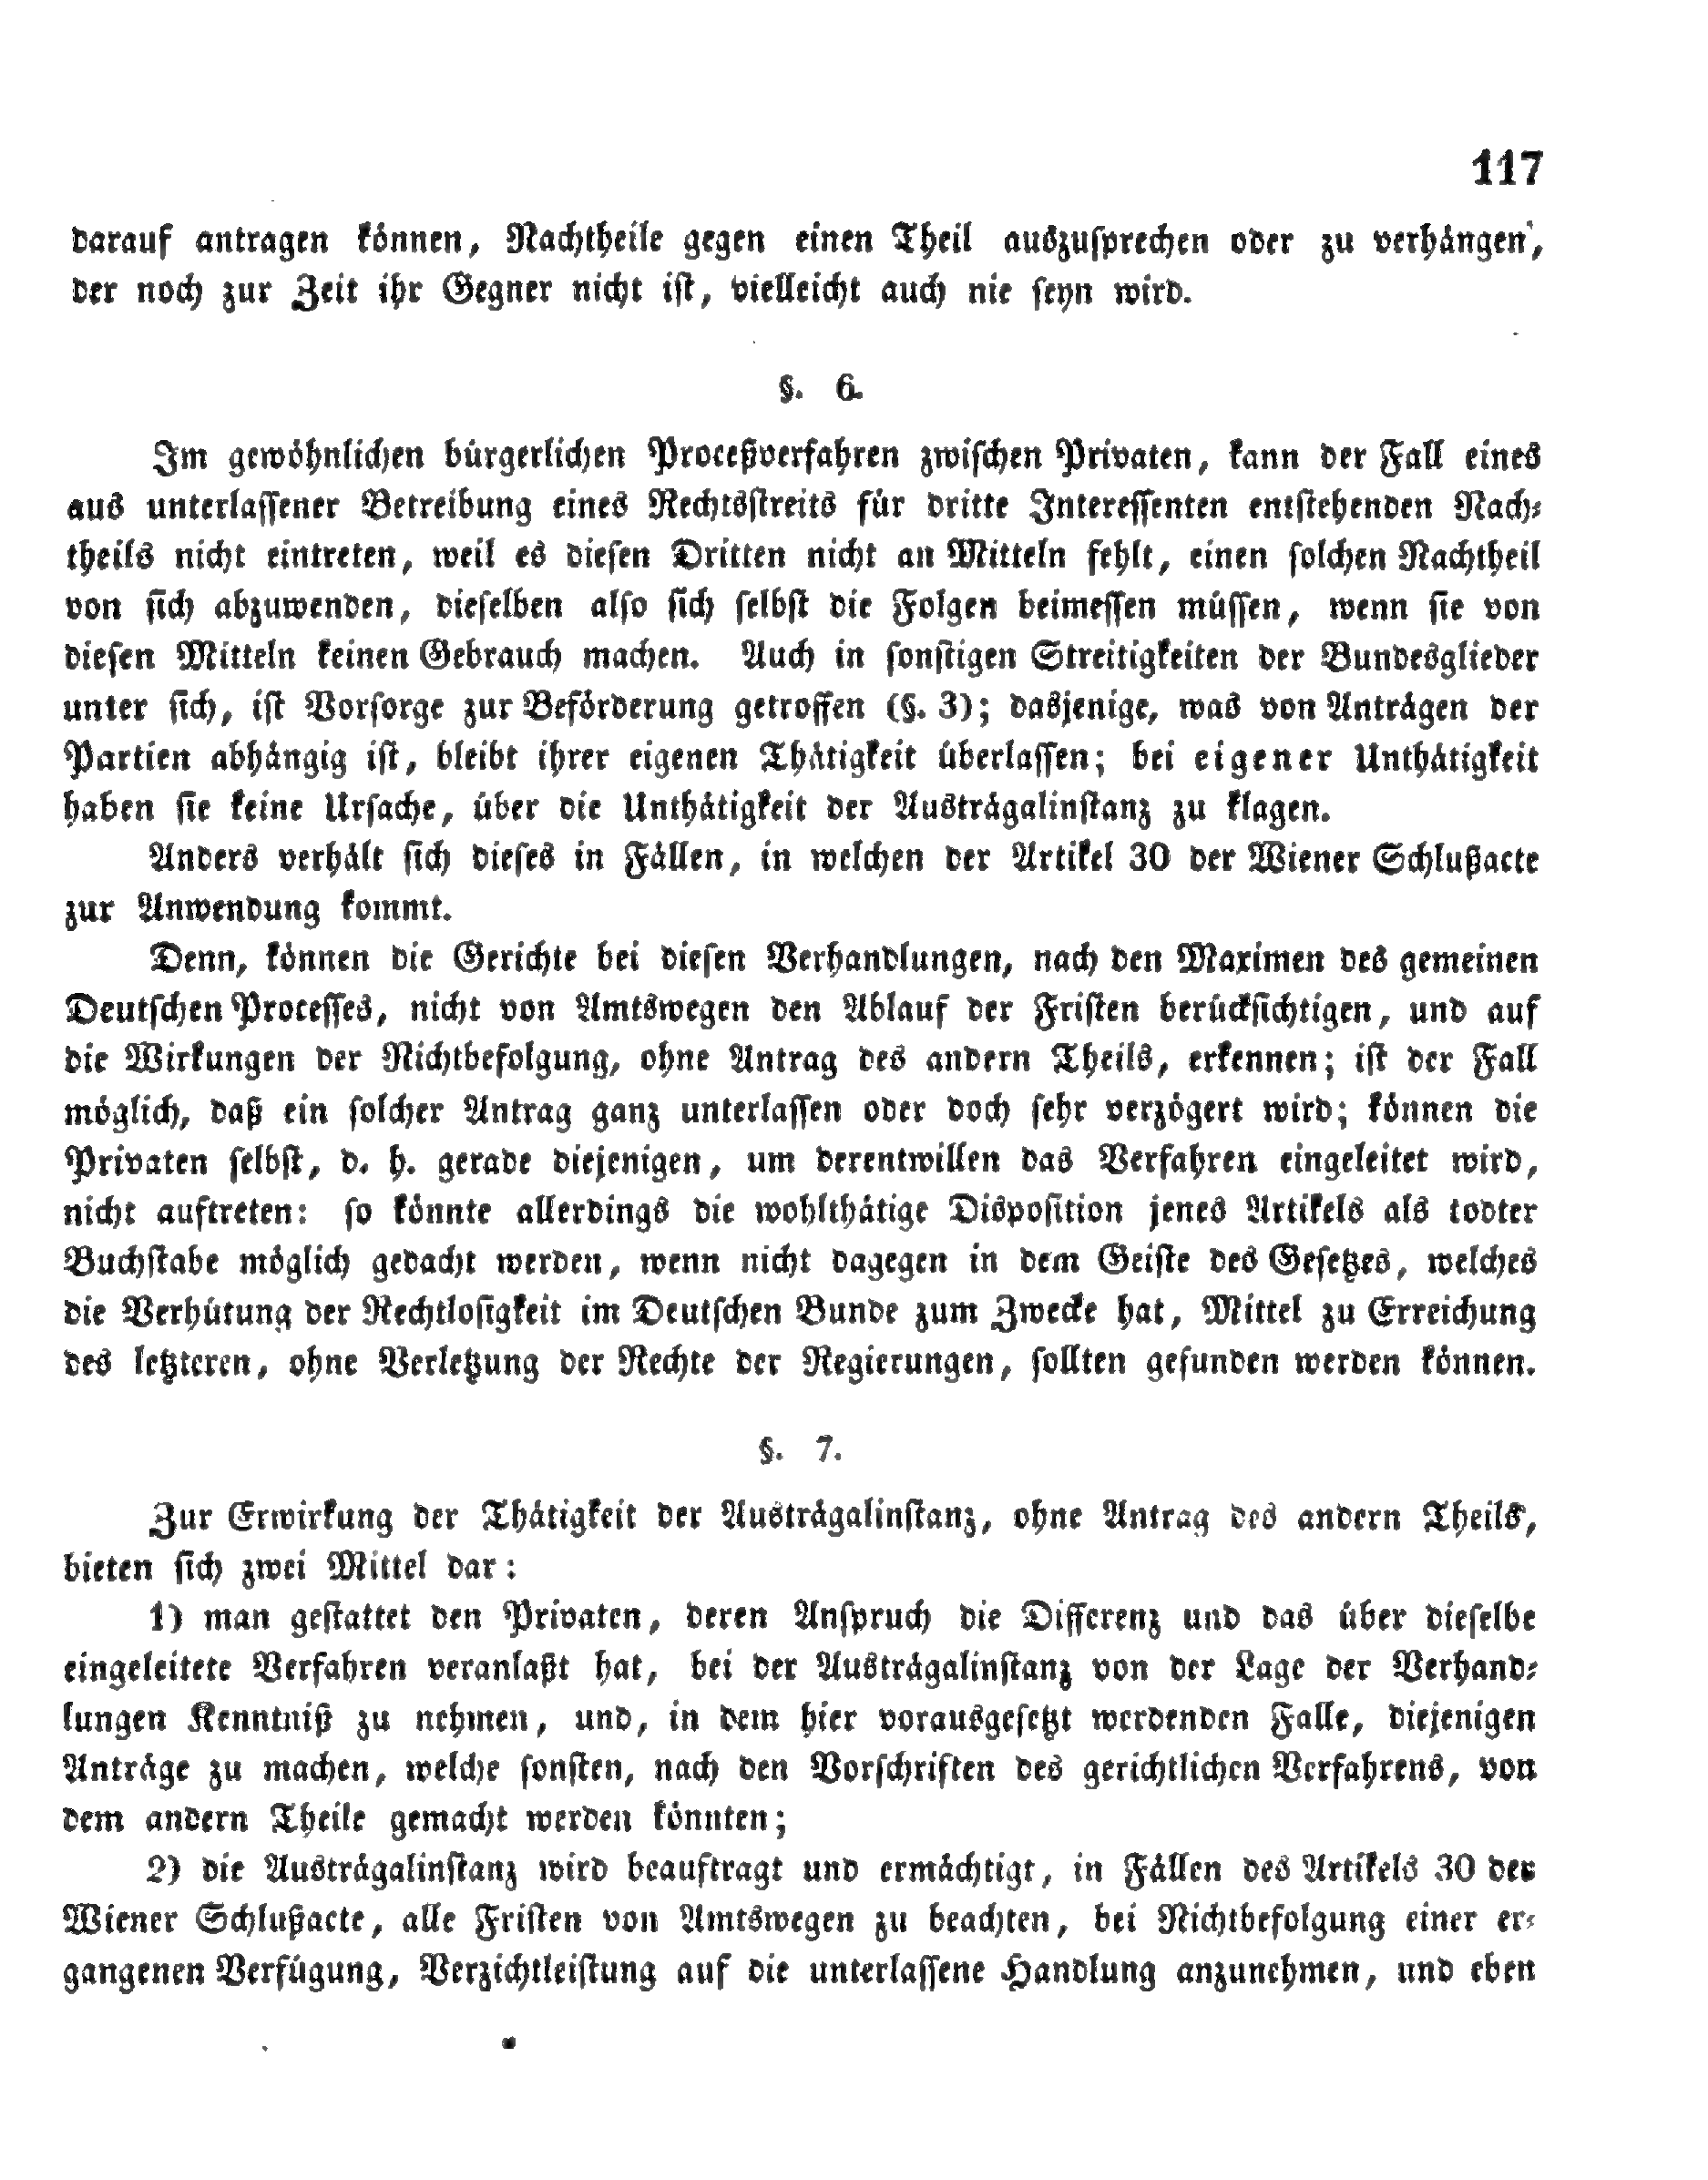 117
darauf antragen können, Nachtheile gegen einen Theil auszusprechen oder zu verhängen,
der noch zur Zeit ihr Gegner nicht ist, vielleicht auch nie seyn wird.
§. 6.
Im gewöhnlichen bürgerlichen Proceßverfahren zwischen Privaten, kann der Fall eines
aus unterlassener Betreibung eines Rechtsstreits für dritte Interessenten entstehenden Nach-
theils nicht eintreten, weil es diesen Dritten nicht an Mitteln fehlt, einen solchen Nachtheil
von sich abzuwenden, dieselben also sich selbst die Folgen beimessen müssen, wenn sie von
diesen Mitteln keinen Gebrauch machen. Auch in sonstigen Streitigkeiten der Bundesglieder
unter sich, ist Vorsorge zur Beförderung getroffen (§. 3); dasjenige, was von Anträgen der
Partien abhängig ist, bleibt ihrer eigenen Thätigkeit überlassen; bei eigener Unthätigkeit
haben sie keine Ursache, über die Unthätigkeit der Austrägalinstanz zu klagen.
Anders verhält sich dieses in Fällen, in welchen der Artikel 30 der Wiener Schlußacte
zur Anwendung kommt.
Denn, können die Gerichte bei diesen Verhandlungen, nach den Maximen des gemeinen
Deutschen Processes, nicht von Amtswegen den Ablauf der Fristen berücksichtigen, und auf
die Wirkungen der Nichtbefolgung, ohne Antrag des andern Theils, erkennen; ist der Fall
möglich, daß ein solcher Antrag ganz unterlassen oder doch sehr verzögert wird; können die
Privaten selbst, d. h. gerade diejenigen, um derentwillen das Verfahren eingeleitet wird,
nicht auftreten: so könnte allerdings die wohlthätige Disposition jenes Artikels als todter
Buchstabe möglich gedacht werden, wenn nicht dagegen in dem Geiste des Gesetzes, welches
die Verhütung der Rechtlosigkeit im Deutschen Bunde zum Zwecke hat, Mittel zu Erreichung
des letzteren, ohne Verletzung der Rechte der Regierungen, sollten gefunden werden können.
§. 7.
Zur Erwirkung der Thätigkeit der Austrägalinstanz, ohne Antrag des andern Theils,
bieten sich zwei Mittel dar:
1) man gestattet den Privaten, deren Anspruch die Differenz und das über dieselbe
eingeleitete Verfahren veranlaßt hat, bei der Austrägalinstanz von der Lage der Verhand-
lungen Kenntniß zu nehmen, und, in dem hier vorausgesetzt werdenden Falle, diejenigen
Anträge zu machen, welche sonsten, nach den Vorschriften des gerichtlichen Verfahrens, von
dem andern Theile gemacht werden könnten;
2) die Austrägalinstanz wird beauftragt und ermächtigt, in Fällen des Artikels 30 der
Wiener Schlußacte, alle Fristen von Amtswegen zu beachten, bei Nichtbefolgung einer er-
gangenen Verfügung, Verzichtleistung auf die unterlassene Handlung anzunehmen, und eben